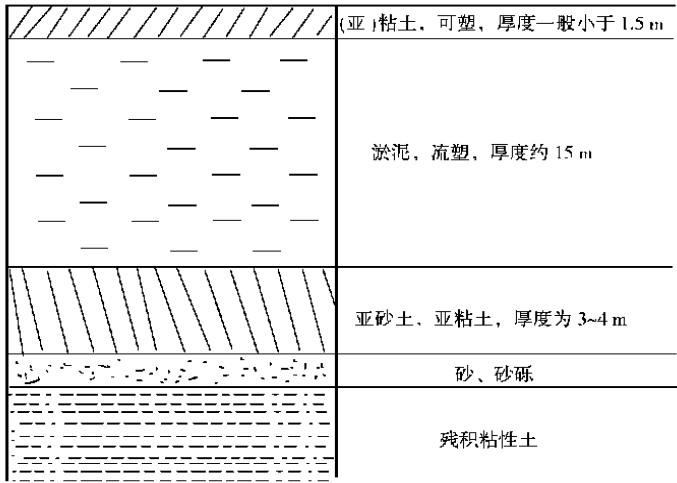 (亚)粘土，可塑，厚度一般小于 1.5 m
淤泥，流塑，厚度约 15 m
亚砂土、亚粘土，厚度为 3~4 m
砂、砂砾
残积粘性土